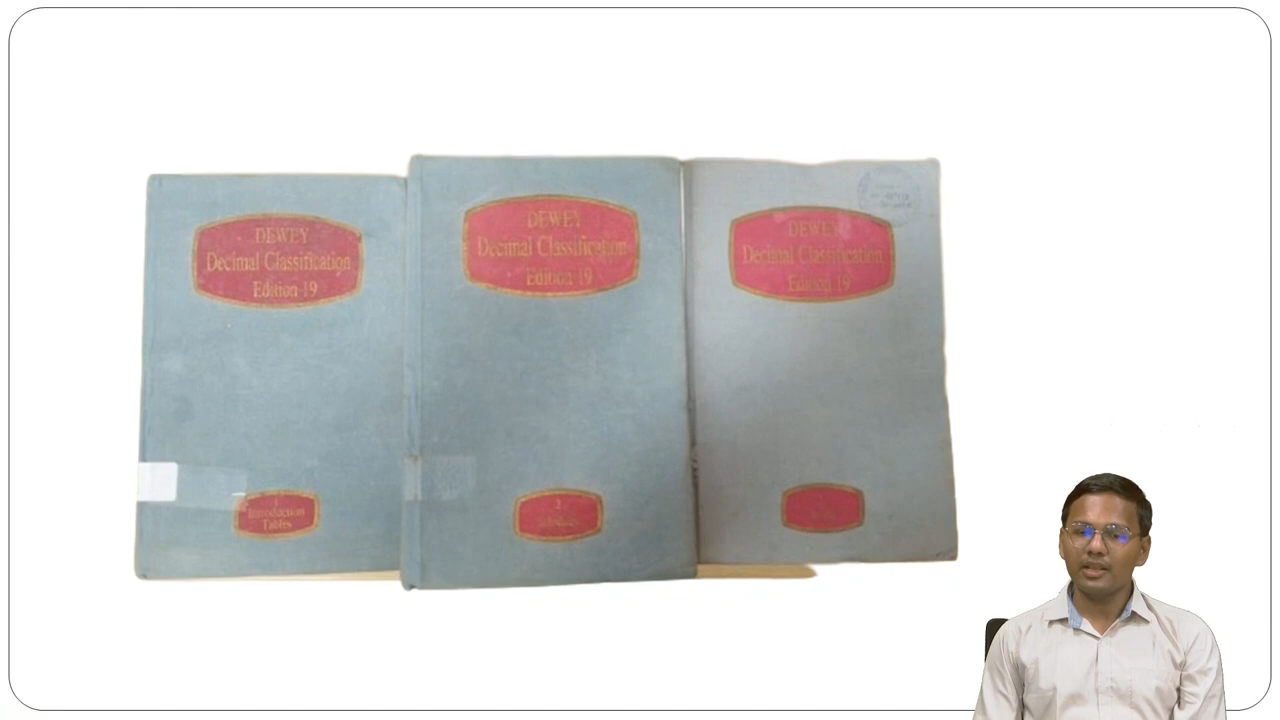 DEWEY
Decimal Classification
Edition 19
1
Introduction
Tables
DEWEY
Decimal Classification
Edition 19
2
DEWEY
Decimal Classification
Edition 19